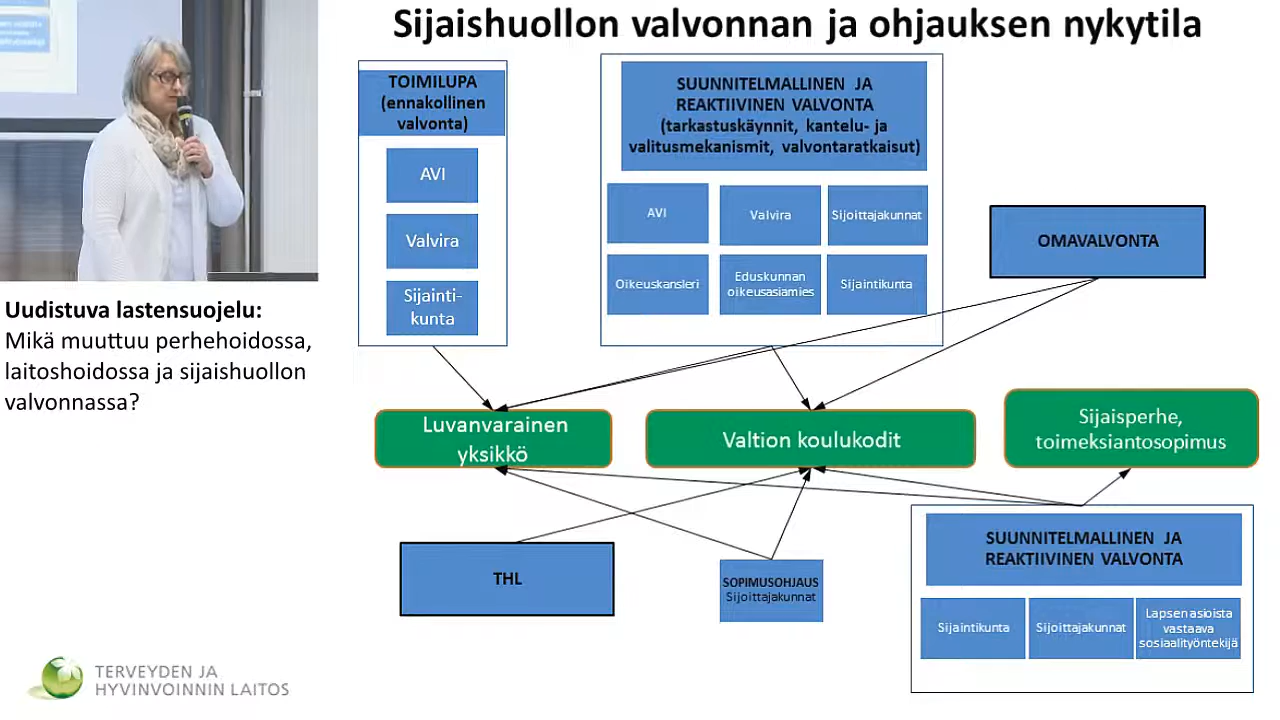 Sijaishuollon valvonnan ja ohjauksen nykytila
TOIMILUPA
(ennakollinen
valvonta)
AVI
Valvira
Sijainti-
kunta
SUUNNITELMALLINEN JA
REAKTIIVINEN VALVONTA
(tarkastuskäynnit, kantelu- ja
valitusmekanismit, valvontaratkaisut)
AVI
Valvira
Sijoittajakunnat
Oikeuskansleri
Eduskunnan
oikeusasiamies
Sijaintikunta
OMAVALVONTA
Uudistuva lastensuojelu:
Mikä muuttuu perhehoidossa,
laitoshoidossa ja sijaishuollon
valvonnassa?
Luvanvarainen
yksikkö
Valtion koulukodit
Sijaisperhe,
toimeksiantosopimus
THL
SOPIMUSOHJAUS
Sijoittajakunnat
SUUNNITELMALLINEN JA
REAKTIIVINEN VALVONTA
Sijaintikunta
Sijoittajakunnat
Lapsen asioista
vastaava
sosiaalityöntekijä
TERVEYDEN JA
HYVINVOINNIN LAITOS